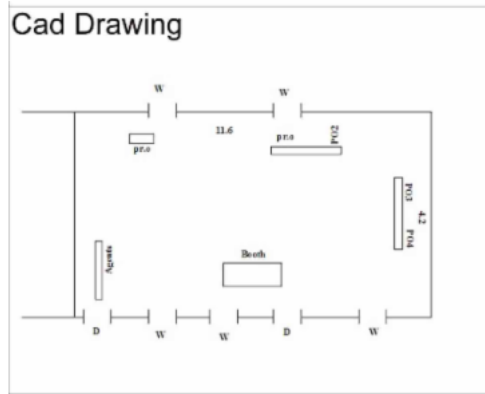 Cad Drawing
W
W
11.6
pr.o
pr.o
PO2
PO3
4.2
PO4
Agents
Booth
D
W
W
D
W